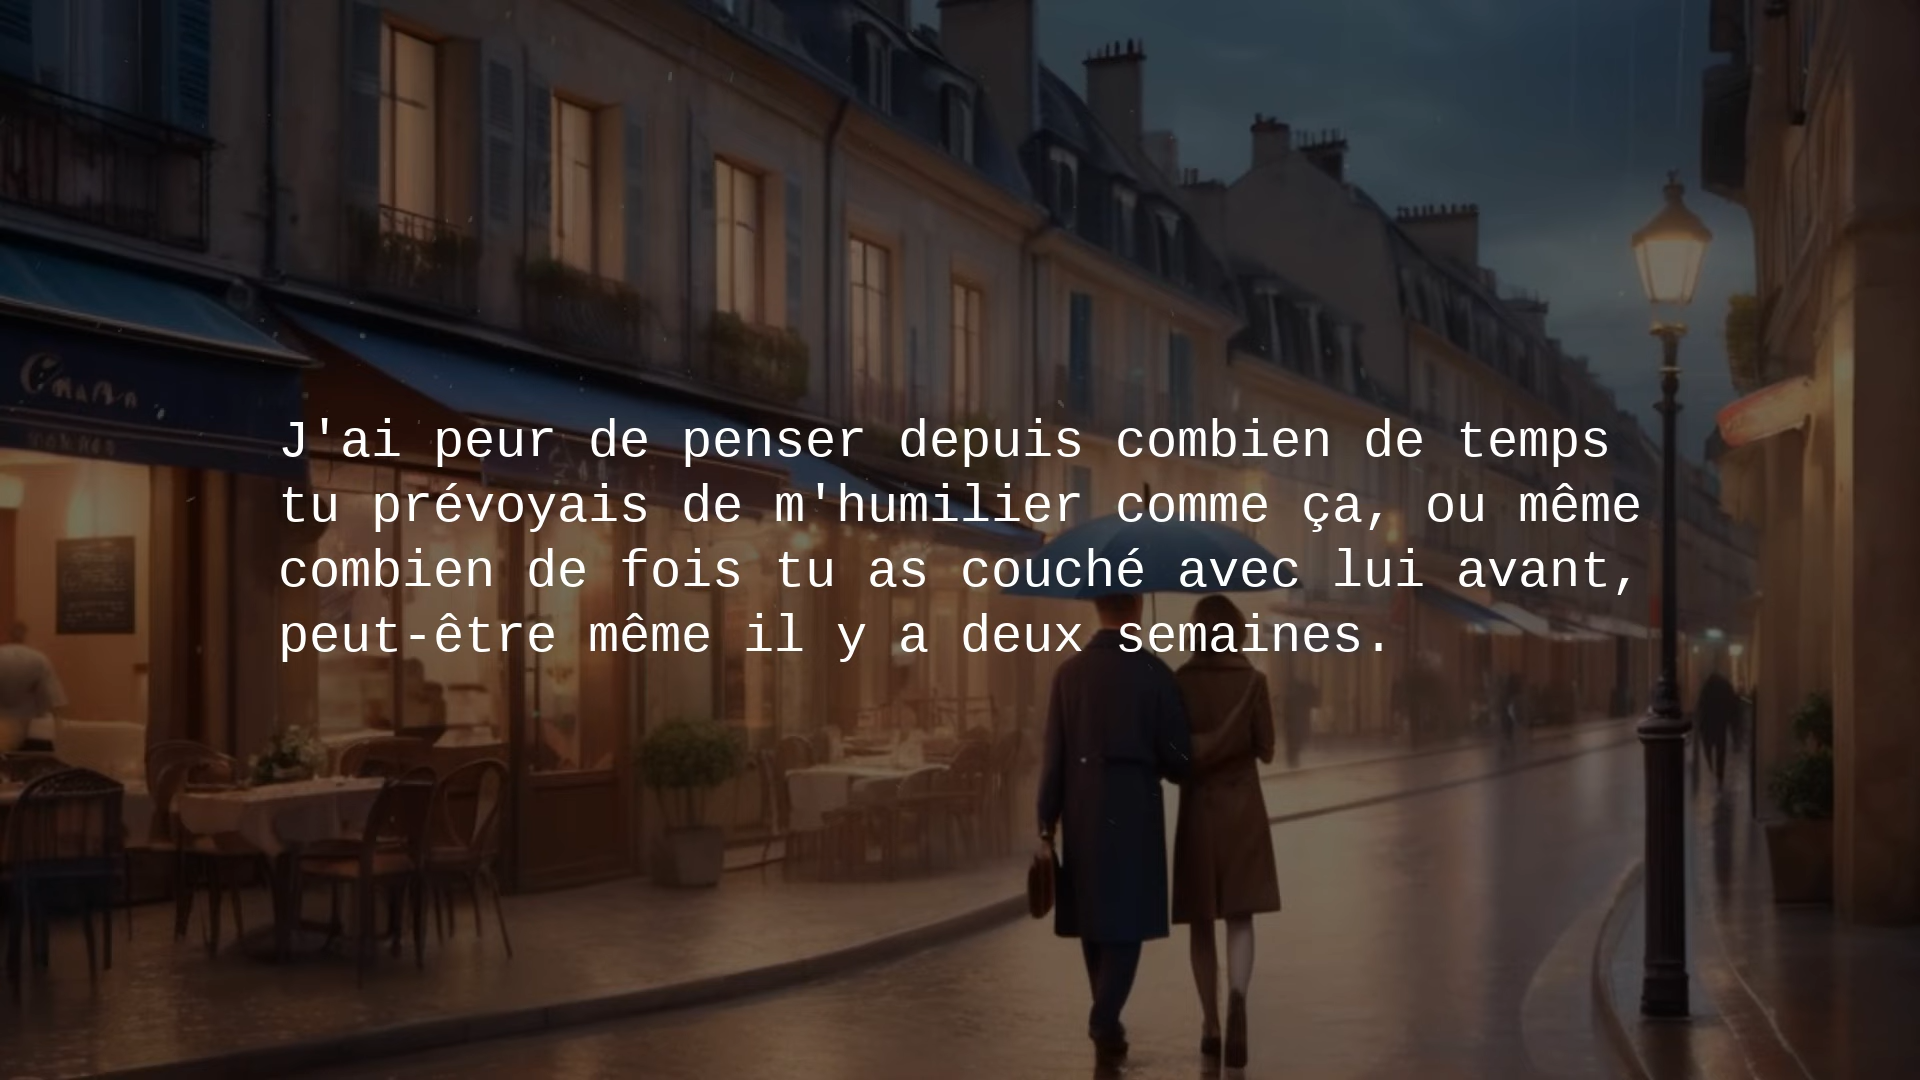 J'ai peur de penser depuis combien de temps
tu prévoyais de m'humilier comme ça, ou même
combien de fois tu as couché avec lui avant,
peut-être même il y a deux semaines.